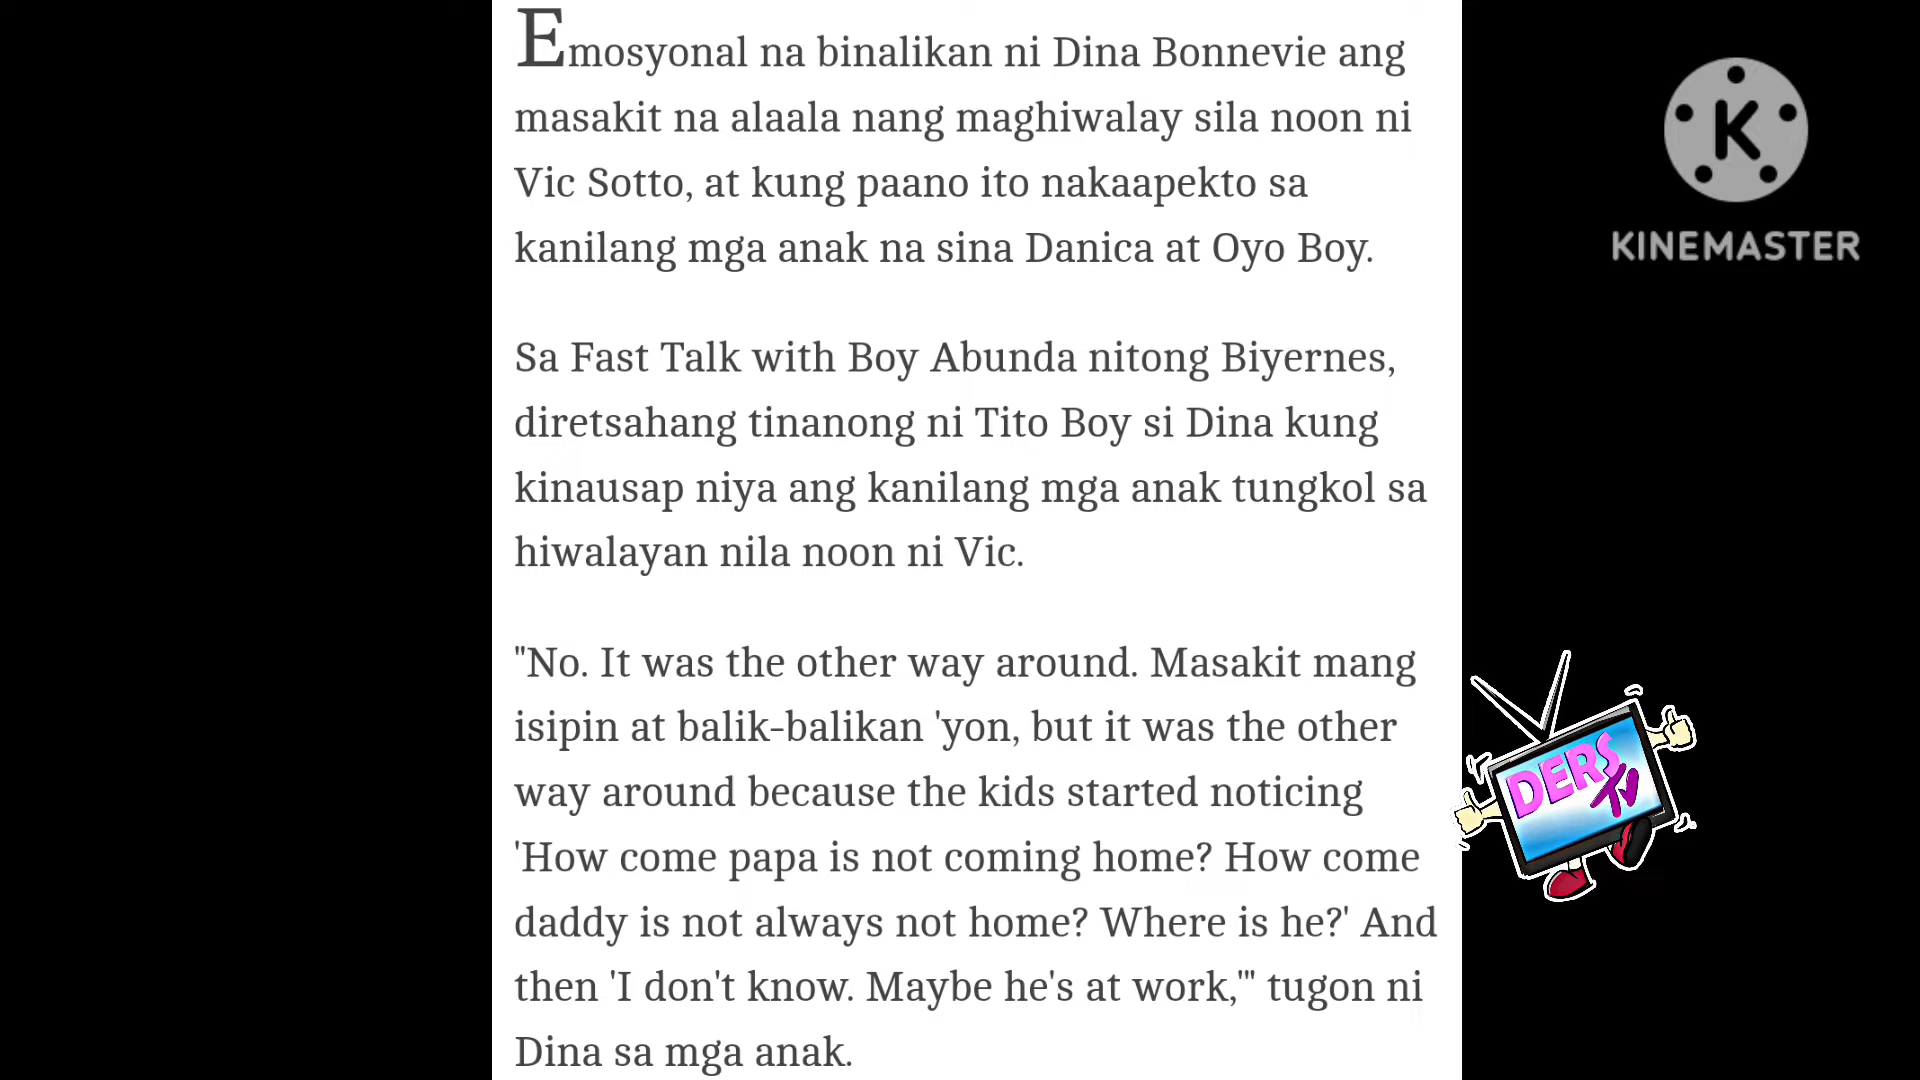 Emosyonal na binalikan ni Dina Bonnevie ang
masakit na alaala nang maghiwalay sila noon ni
Vic Sotto, at kung paano ito nakaapekto sa
kanilang mga anak na sina Danica at Oyo Boy.
Sa Fast Talk with Boy Abunda nitong Biyernes,
diretsahang tinanong ni Tito Boy si Dina kung
kinausap niya ang kanilang mga anak tungkol sa
hiwalayan nila noon ni Vic.
"No. It was the other way around. Masakit mang
isipin at balik-balikan 'yon, but it was the other
way around because the kids started noticing
'How come papa is not coming home? How come
daddy is not always not home? Where is he?' And
then 'I don't know. Maybe he's at work,'" tugon ni
Dina sa mga anak.
K
KINEMASTER
DERS
TV